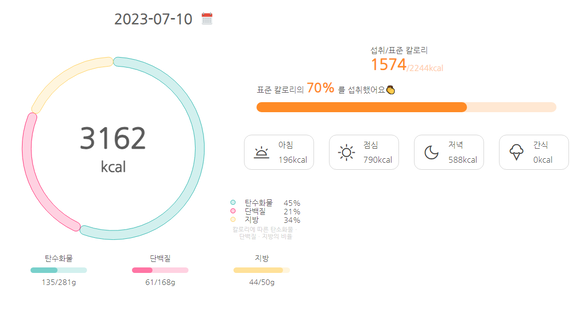 2023-07-10
섭취/표준 칼로리
1574/2244kcal
표준 칼로리의 70% 를 섭취했어요
3162
kcal
아침
196kcal
점심
790kcal
저녁
588kcal
간식
0kcal
탄수화물 45%
단백질 21%
지방 34%
칼로리에 따른 탄수화물
단백질 · 지방의 비율
탄수화물
135/281g
단백질
61/168g
지방
44/50g